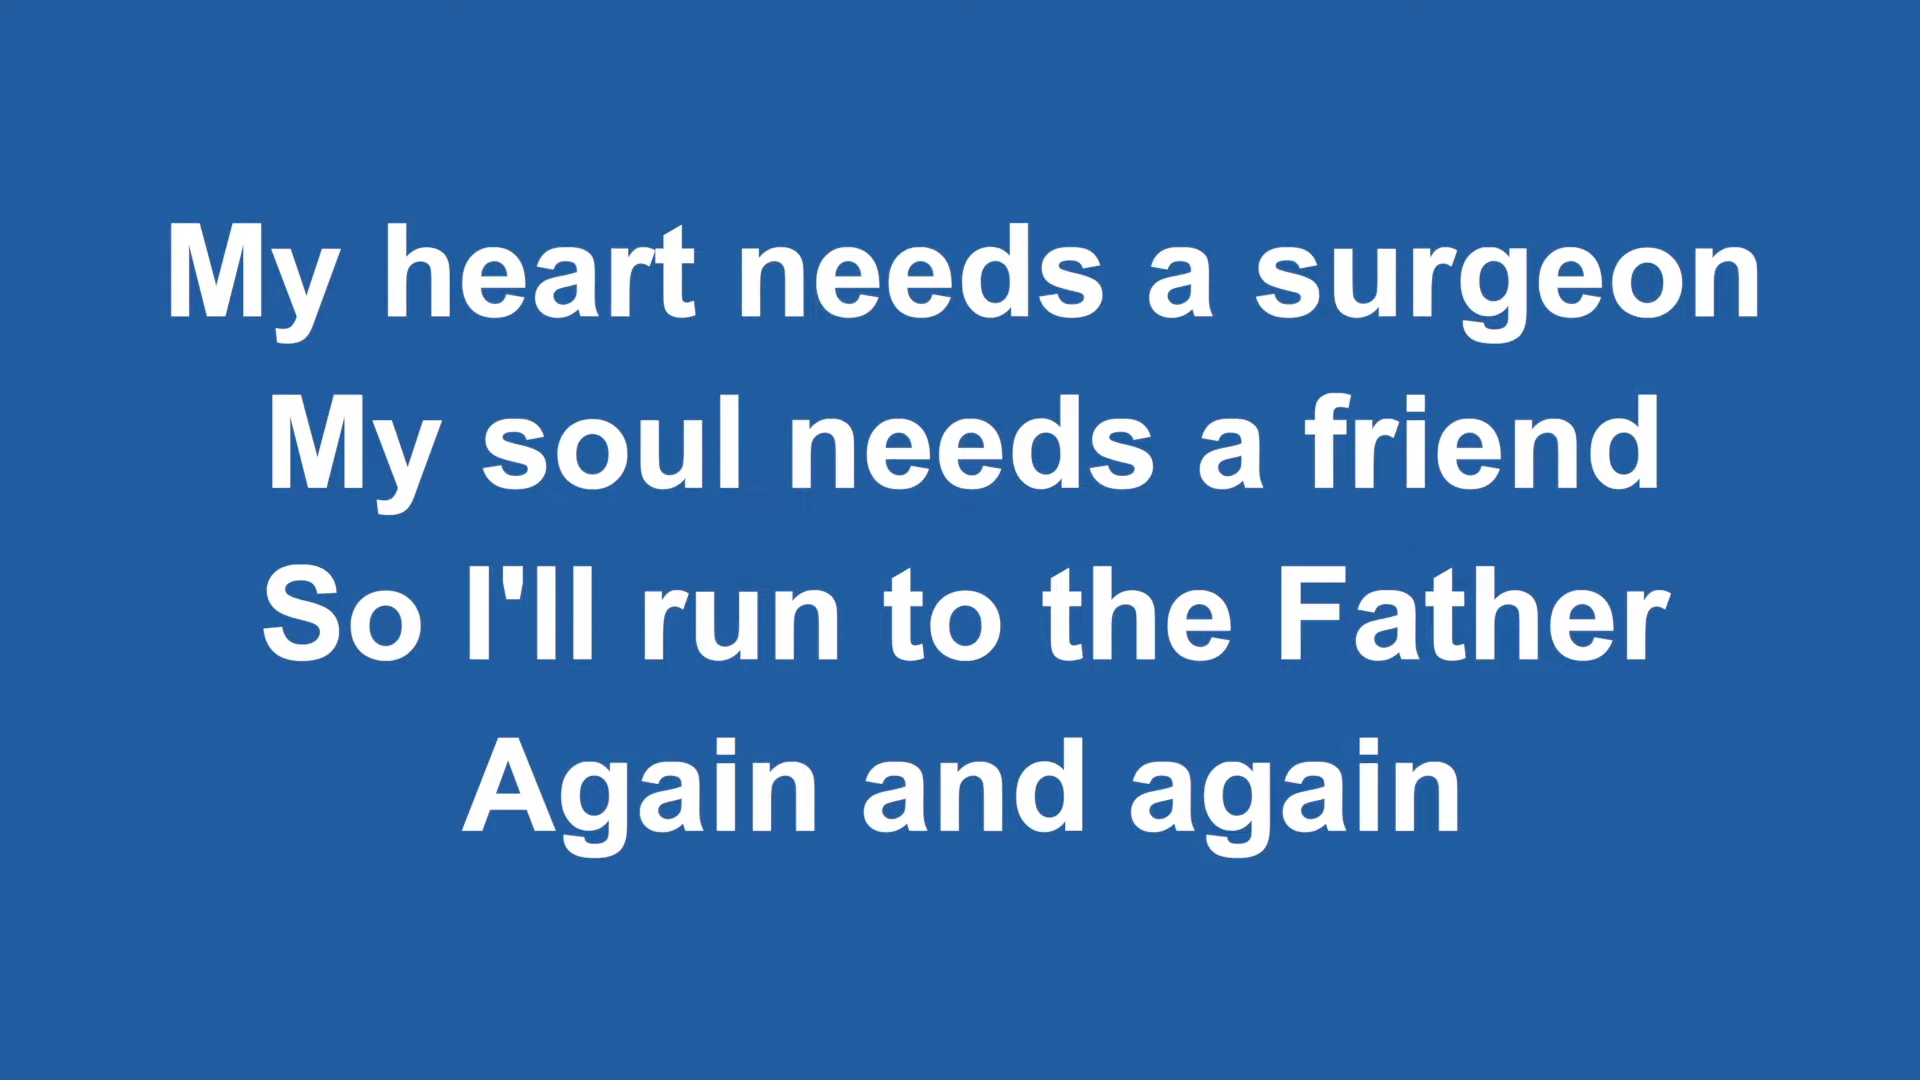 My heart needs a surgeon
My soul needs a friend
So I'll run to the Father
Again and again